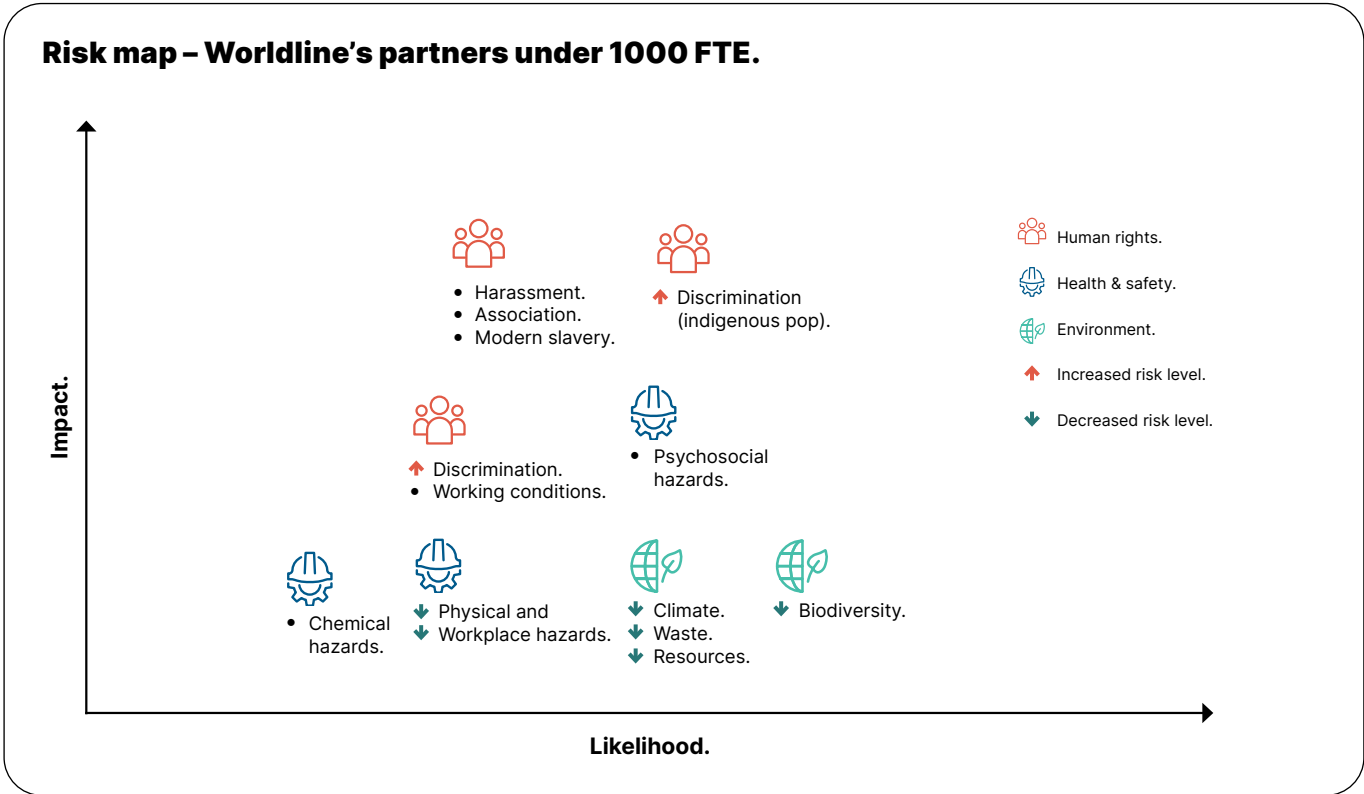 Risk map – Worldline’s partners under 1000 FTE.
Impact.
• Harassment.
• Association.
• Modern slavery.
Discrimination
(indigenous pop).
Discrimination.
• Working conditions.
• Psychosocial
hazards.
• Chemical
hazards.
Physical and
Workplace hazards.
Climate.
Waste.
Resources.
Biodiversity.
Human rights.
Health & safety.
Environment.
Increased risk level.
Decreased risk level.
Likelihood.